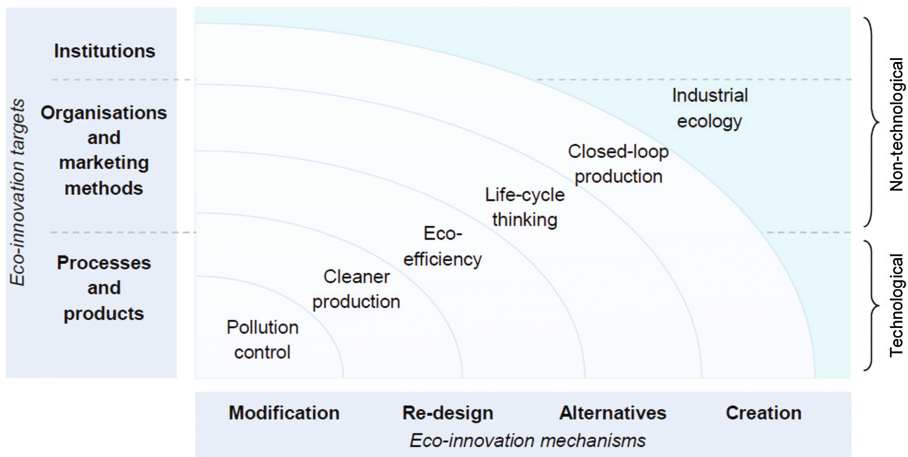 Eco-innovation targets
Institutions
Organisations
and
marketing
methods
Processes
and
products
Industrial
ecology
Closed-loop
production
Life-cycle
thinking
Eco-
efficiency
Cleaner
production
Pollution
control
Non-technological
Technological
Modification
Re-design
Alternatives
Creation
Eco-innovation mechanisms